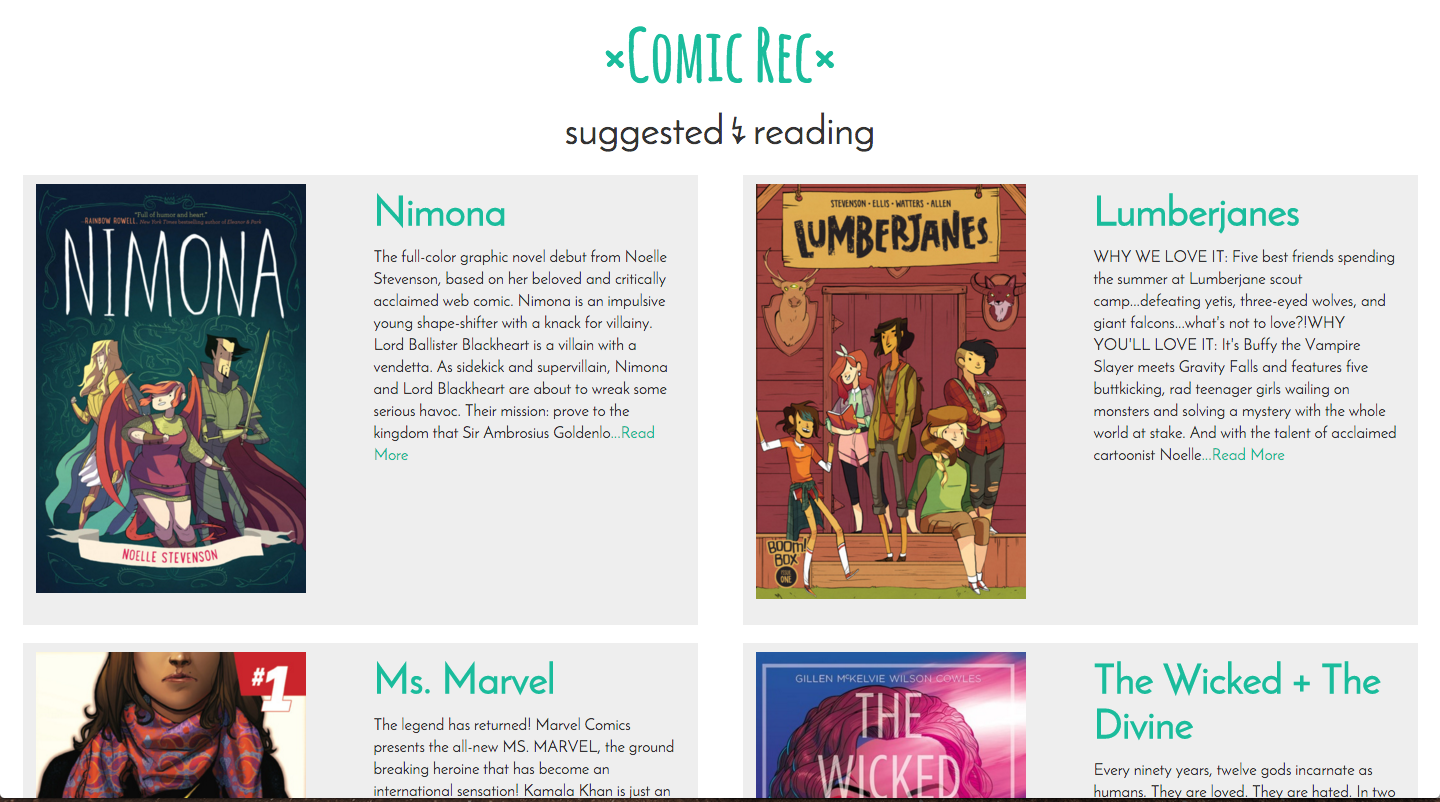 ×Comic Rec×
suggested ↯ reading
"Full of humor and heart."
—RAINBOW ROWELL, New York Times bestselling author of Eleanor & Park
NIMONA
NOELLE STEVENSON
Nimona
The full-color graphic novel debut from Noelle
Stevenson, based on her beloved and critically
acclaimed web comic. Nimona is an impulsive
young shape-shifter with a knack for villainy.
Lord Ballister Blackheart is a villain with a
vendetta. As sidekick and supervillain, Nimona
and Lord Blackheart are about to wreak some
serious havoc. Their mission: prove to the
kingdom that Sir Ambrosius Goldenlo...Read
More
STEVENSON • ELLIS • WATTERS • ALLEN
LUMBERJANES
BOOM!
BOX
ISSUE
ONE
Lumberjanes
WHY WE LOVE IT: Five best friends spending
the summer at Lumberjane scout
camp...defeating yetis, three-eyed wolves, and
giant falcons...what's not to love?!WHY
YOU'LL LOVE IT: It's Buffy the Vampire
Slayer meets Gravity Falls and features five
buttkicking, rad teenager girls wailing on
monsters and solving a mystery with the whole
world at stake. And with the talent of acclaimed
cartoonist Noelle...Read More
#1
Ms. Marvel
The legend has returned! Marvel Comics
presents the all-new MS. MARVEL, the ground
breaking heroine that has become an
international sensation! Kamala Khan is just an
GILLEN McKELVIE WILSON COWLES
THE
WICKED
The Wicked + The
Divine
Every ninety years, twelve gods incarnate as
humans. They are loved. They are hated. In two